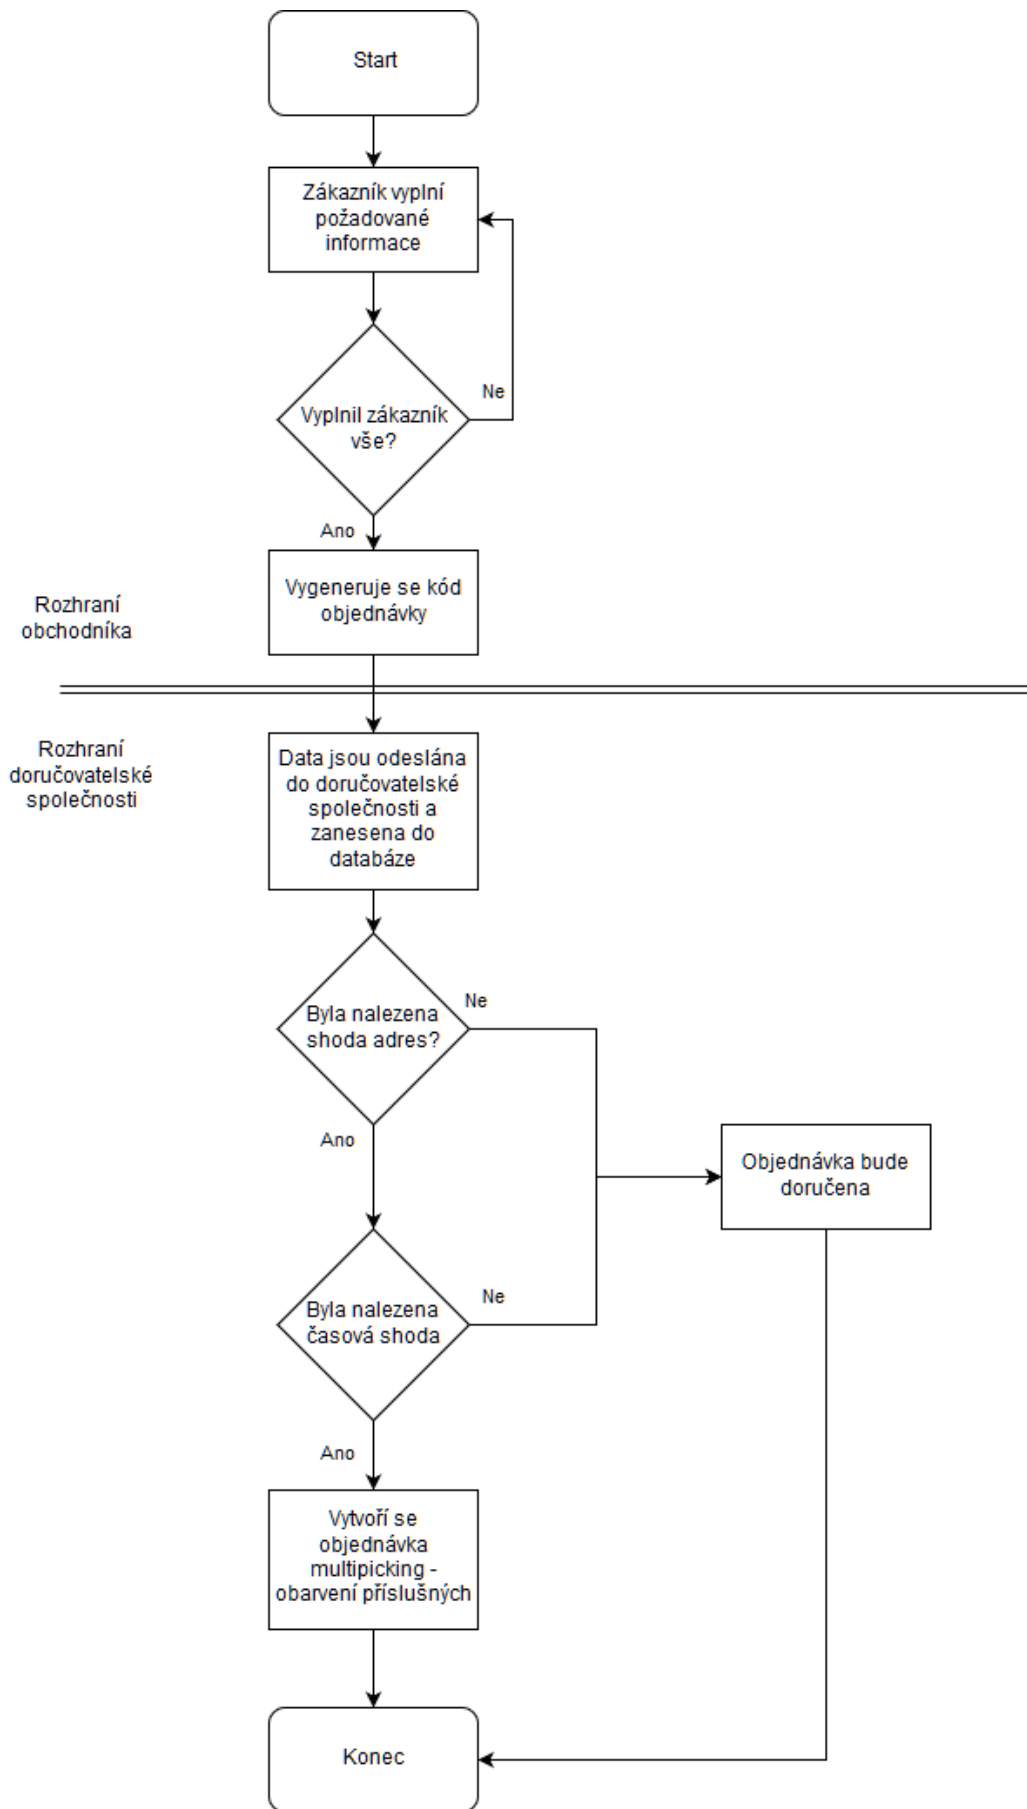 Start
Zákazník vyplní
požadované
informace
Ne
Vyplnil zákazník
vše?
Ano
Vygeneruje se kód
objednávky
Rozhraní
obchodníka
Rozhraní
doručovatelské
společnosti
Data jsou odeslána
do doručovatelské
společnosti a
zanesena do
databáze
Ne
Byla nalezena
shoda adres?
Ano
Objednávka bude
doručena
Ne
Byla nalezena
časová shoda
Ano
Vytvoří se
objednávka
multipicking -
obarvení příslušných
Konec